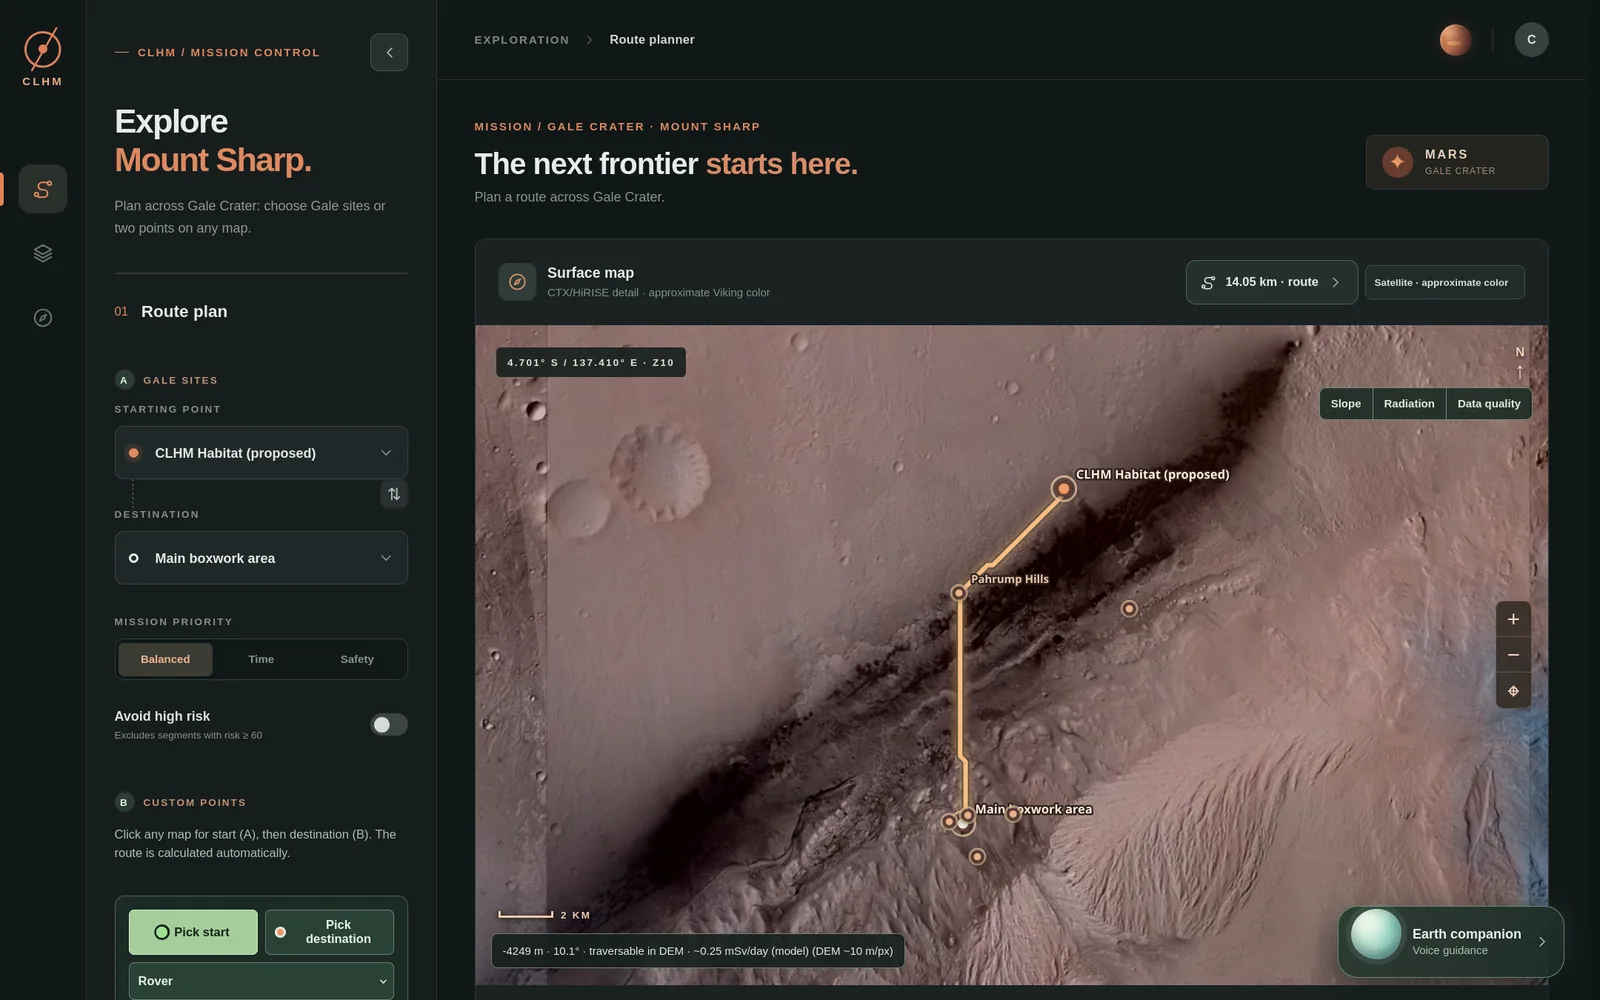 CLHM
CLHM / MISSION CONTROL
Explore
Mount Sharp.
Plan across Gale Crater: choose Gale sites or
two points on any map.
01 Route plan
A GALE SITES
STARTING POINT
CLHM Habitat (proposed)
DESTINATION
Main boxwork area
MISSION PRIORITY
Balanced Time Safety
Avoid high risk
Excludes segments with risk ≥ 60
B CUSTOM POINTS
Click any map for start (A), then destination (B). The
route is calculated automatically.
Pick start
Pick
destination
Rover
EXPLORATION Route planner
C
MISSION / GALE CRATER · MOUNT SHARP
The next frontier starts here.
Plan a route across Gale Crater.
MARS
GALE CRATER
Surface map
CTX/HiRISE detail · approximate Viking color
14.05 km · route
Satellite · approximate color
4.701° S / 137.410° E · Z10
N
↑
Slope Radiation Data quality
CLHM Habitat (proposed)
Pahrump Hills
Main boxwork area
+
−
2 KM
-4249 m · 10.1° · traversable in DEM · ~0.25 mSv/day (model) (DEM ~10 m/px)
Earth companion
Voice guidance